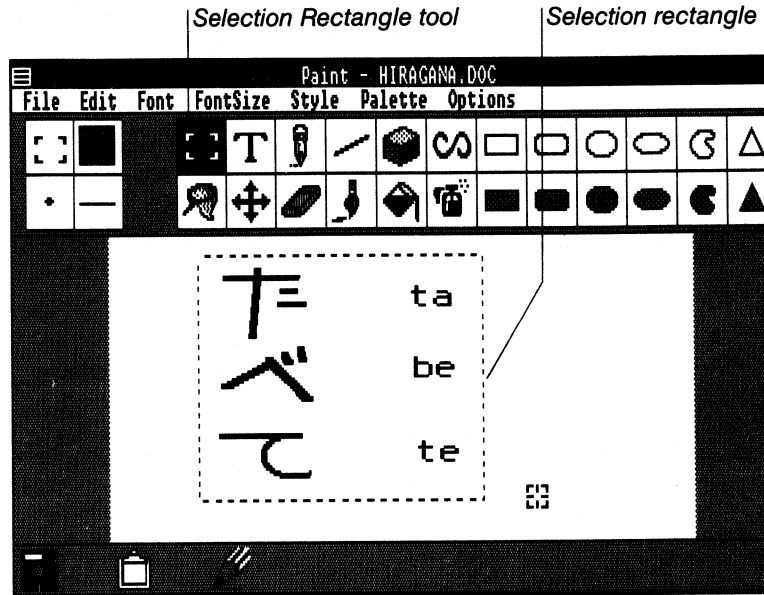 Selection Rectangle tool
Selection rectangle
Paint - HIRAGANA.DOC
File Edit Font FontSize Style Palette Options
T
た ta
べ be
て te